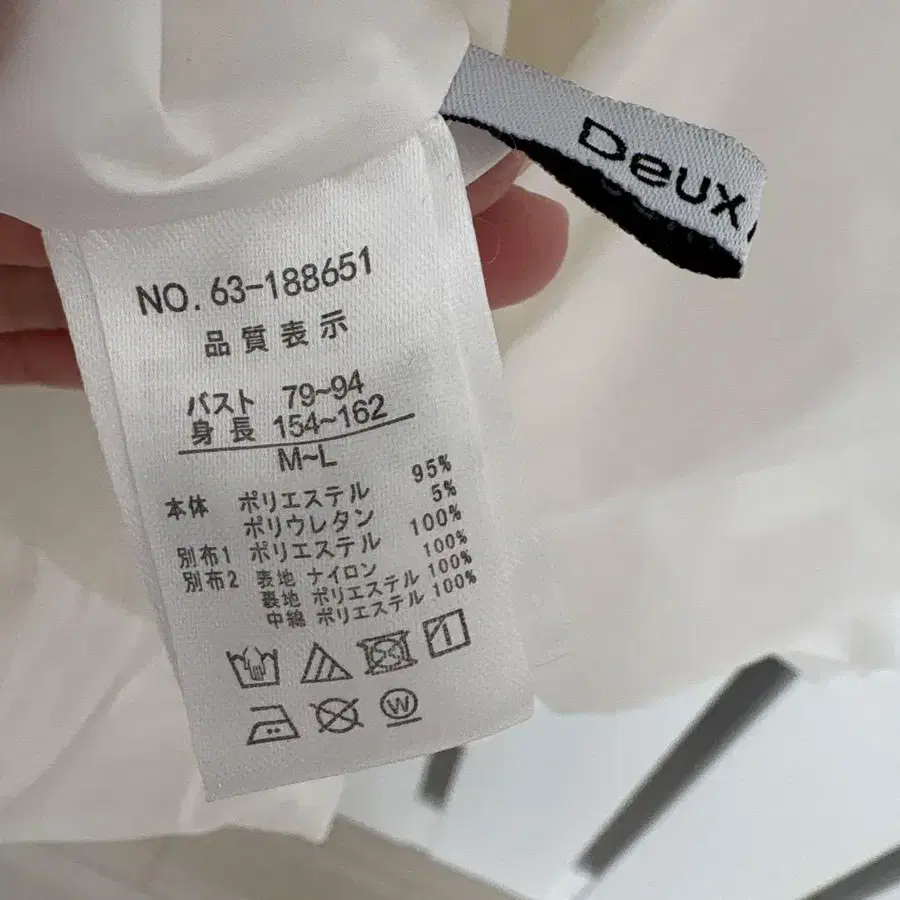 Deux
NO. 63-188651
品質表示
バスト 79~94
身長 154~162
M~L
本体 ポリエステル 95%
ポリウレタン 5%
別布1 ポリエステル 100%
別布2 表地 ナイロン 100%
裏地 ポリエステル 100%
中綿 ポリエステル 100%
W